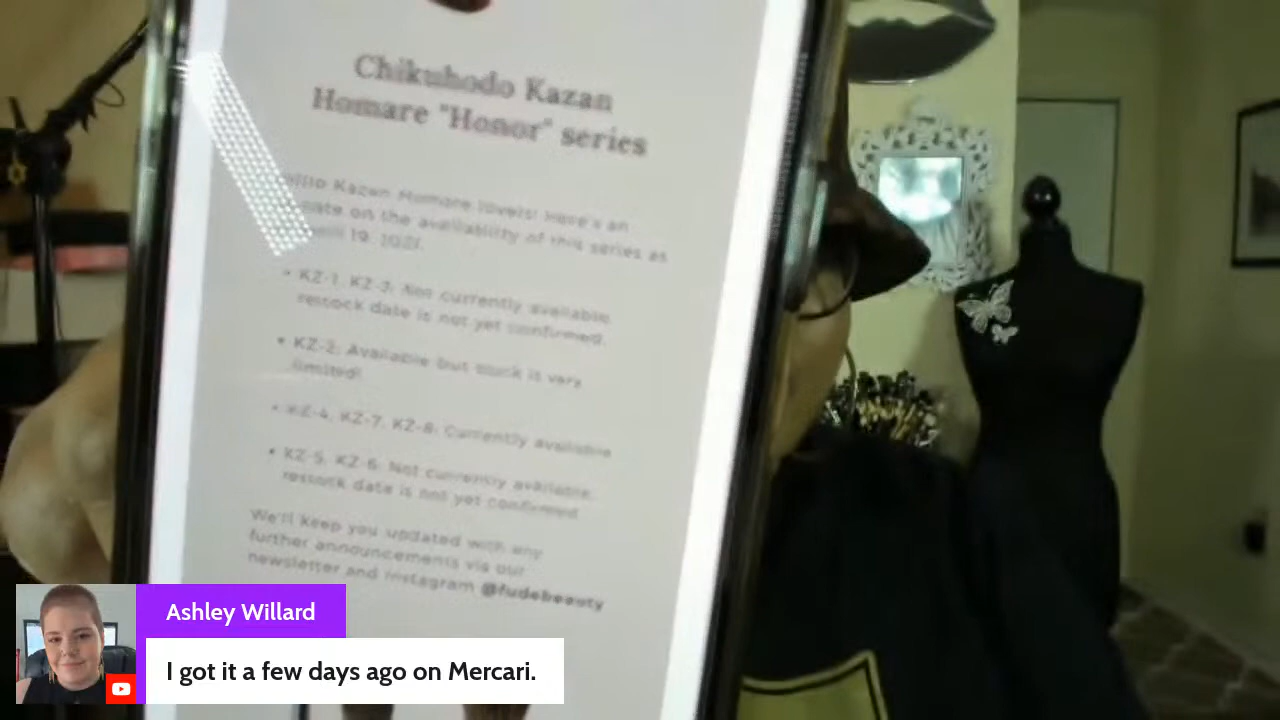 Chikuhodo Kazan
Homare "Honor" series
Kazan Homare lovers! Here's an
on the availability of this series as
19, 2021.
• KZ-1, KZ-3: Not currently available,
restock date is not yet confirmed.
• KZ-2: Available but stock is very
limited!
• KZ-4, KZ-7, KZ-8: Currently available
• KZ-5, KZ-6: Not currently available,
restock date is not yet confirmed
We'll keep you updated with any
further announcements via our
newsletter and Instagram @fudebeauty
Ashley Willard
I got it a few days ago on Mercari.